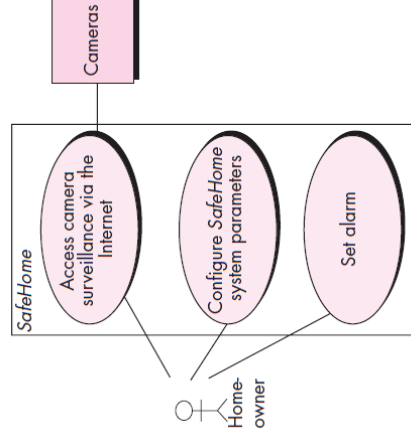 SafeHome
Access camera
surveillance via the
Internet
Cameras
Configure SafeHome
system parameters
Set alarm
Home-
owner